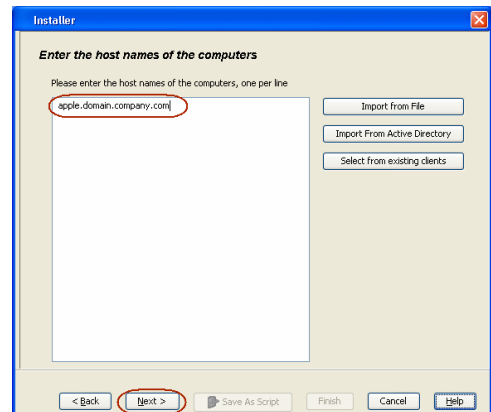 Installer
Enter the host names of the computers
Please enter the host names of the computers, one per line
apple.domain.company.com
Import from File
Import From Active Directory
Select from existing clients
< Back
Next >
Save As Script
Finish
Cancel
Help